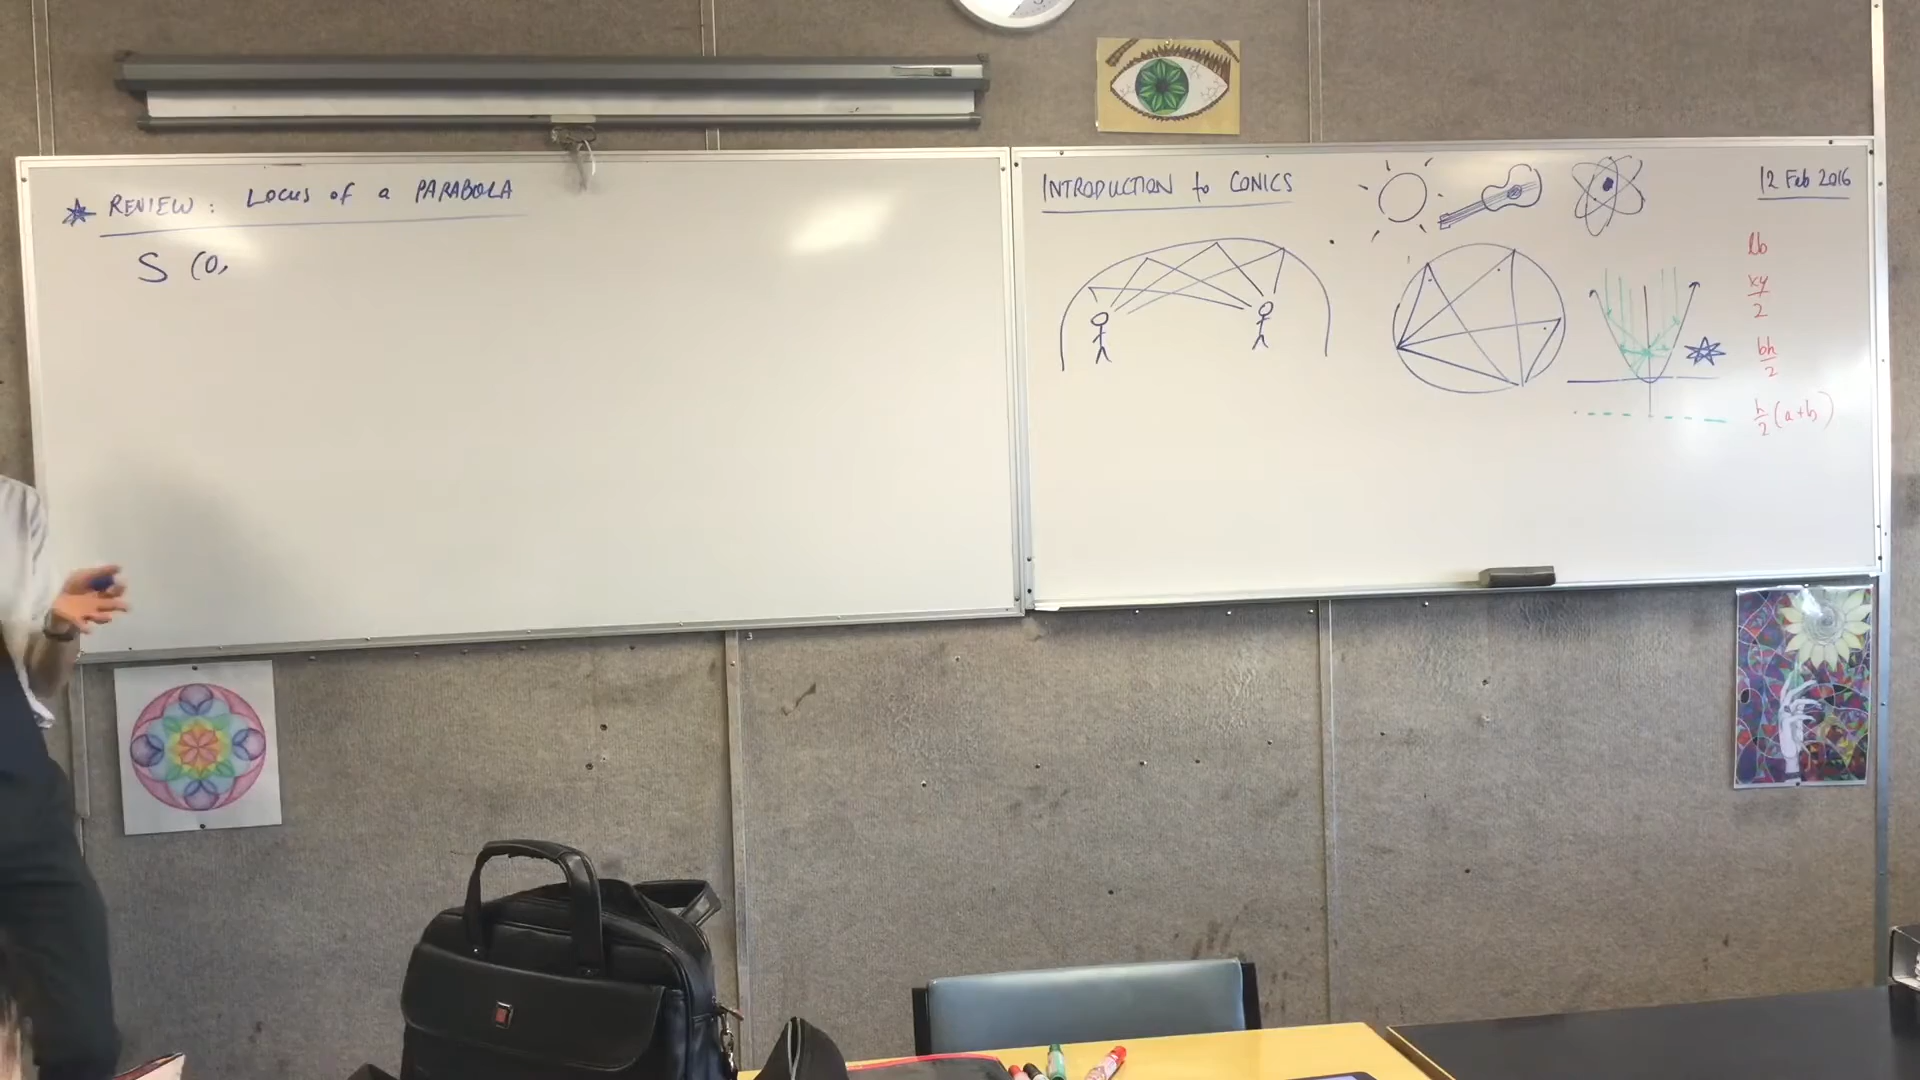 REVIEW: LOCUS of a PARABOLA
S (0,
INTRODUCTION to CONICS
12 Feb 2016
lb
xy/2
bh/2
h/2 (a+b)